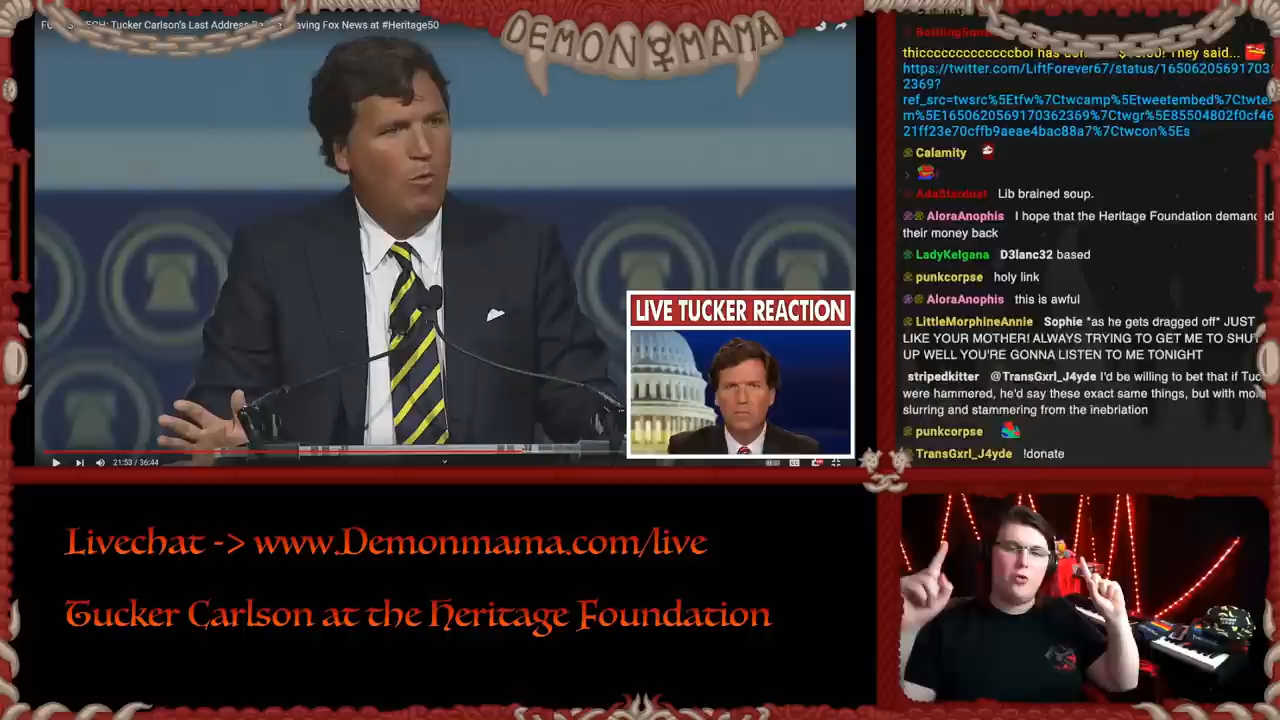 Tucker Carlson's Last Address
aving Fox News at #Heritage50
DEMON MAMA
LIVE TUCKER REACTION
21:53 / 36:44
thicccccccccccccboi has
They said...
https://twitter.com/LiftForever67/status/16506205691703
2369?
ref_src=twsrc%5Etfw%7Ctwcamp%5Etweetembed%7Ctwte
m%5E1650620569170362369%7Ctwgr%5E85504802f0cf46
21ff23e70cffb9aeae4bac88a7%7Ctwcon%5Es
Calamity
>
AdaStardust Lib brained soup.
AloraAnophis I hope that the Heritage Foundation demanded
their money back
LadyKelgana D3lanc32 based
punkcorpse holy link
AloraAnophis this is awful
LittleMorphineAnnie Sophie *as he gets dragged off* JUST
LIKE YOUR MOTHER! ALWAYS TRYING TO GET ME TO SHUT
UP WELL YOU'RE GONNA LISTEN TO ME TONIGHT
stripedkitter @TransGxrl_J4yde I'd be willing to bet that if Tuc
were hammered, he'd say these exact same things, but with mo
slurring and stammering from the inebriation
punkcorpse
TransGxrl_J4yde !donate
Livechat -> www.Demonmama.com/live
Tucker Carlson at the Heritage Foundation